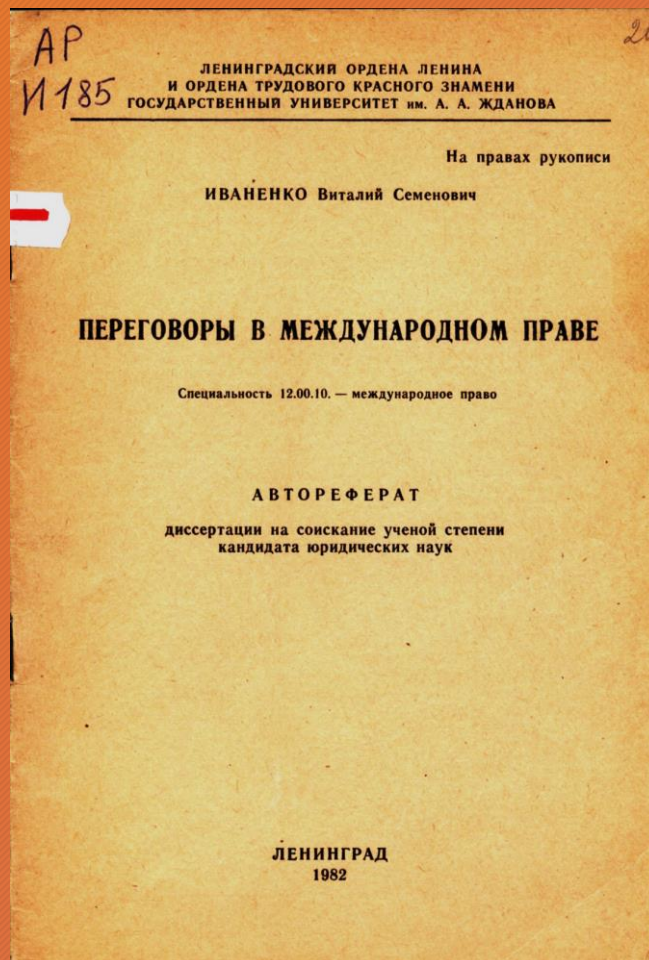 АР
И185
ЛЕНИНГРАДСКИЙ ОРДЕНА ЛЕНИНА
И ОРДЕНА ТРУДОВОГО КРАСНОГО ЗНАМЕНИ
ГОСУДАРСТВЕННЫЙ УНИВЕРСИТЕТ им. А. А. ЖДАНОВА
На правах рукописи
ИВАНЕНКО Виталий Семенович
ПЕРЕГОВОРЫ В МЕЖДУНАРОДНОМ ПРАВЕ
Специальность 12.00.10. — международное право
АВТОРЕФЕРАТ
диссертации на соискание ученой степени
кандидата юридических наук
ЛЕНИНГРАД
1982